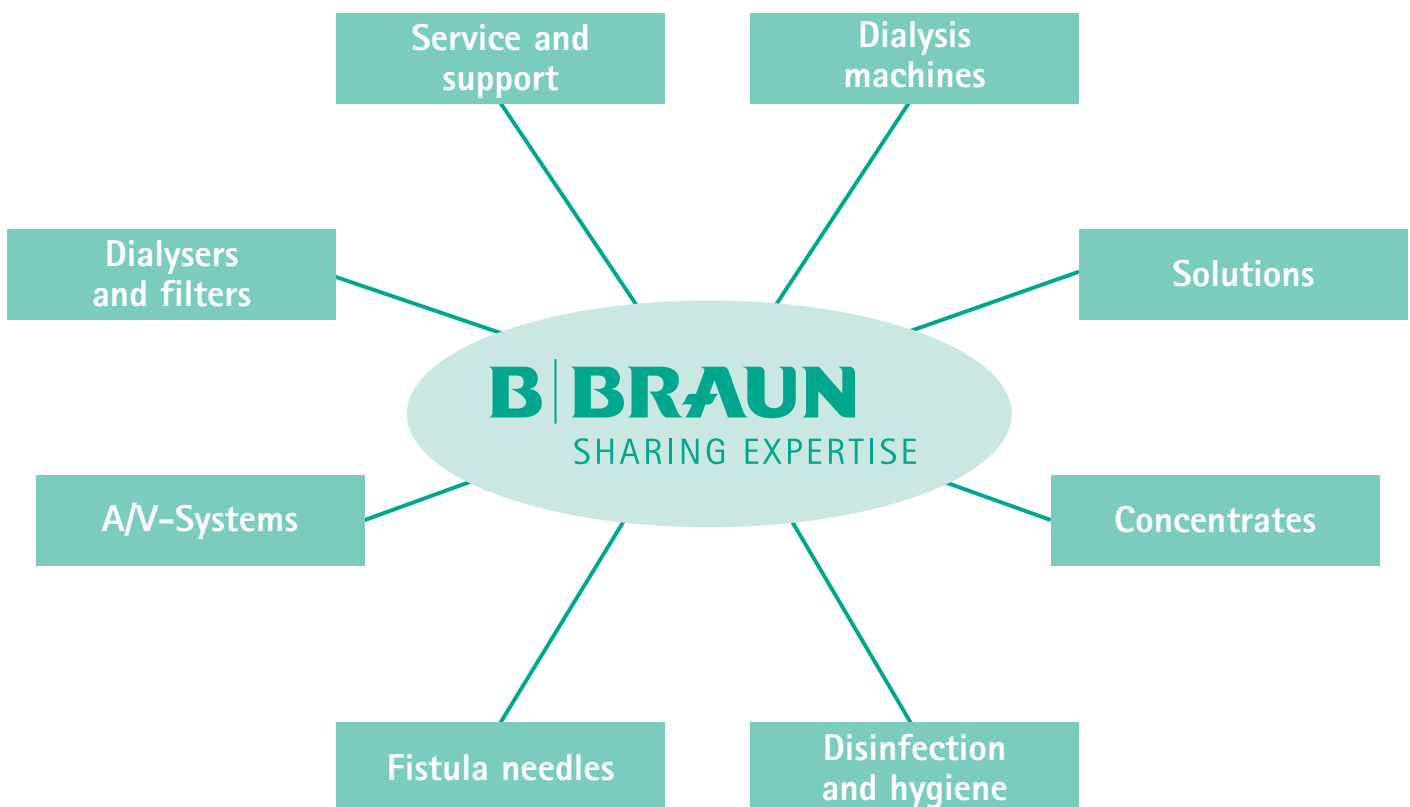 Service and
support
Dialysis
machines
Dialysers
and filters
Solutions
B BRAUN
SHARING EXPERTISE
A/V-Systems
Concentrates
Fistula needles
Disinfection
and hygiene